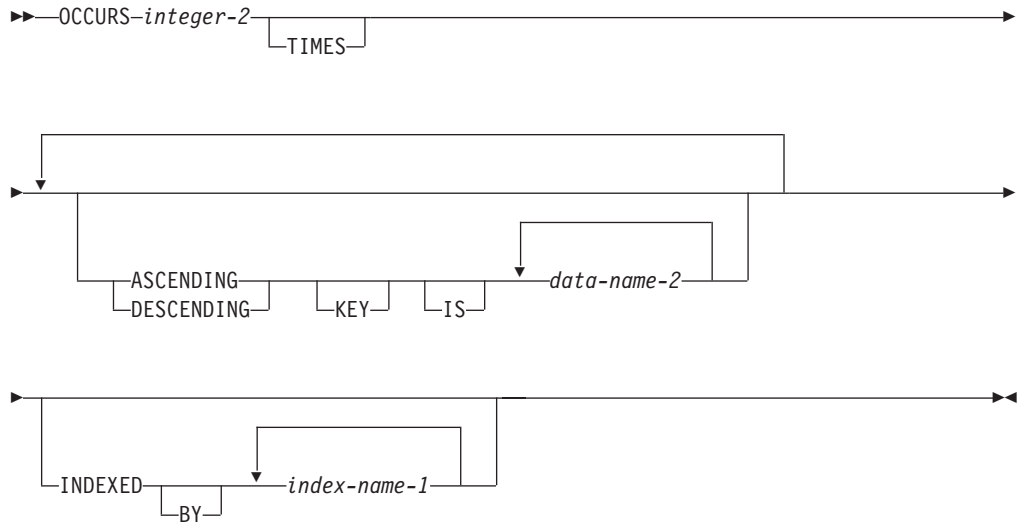 OCCURS integer-2
TIMES
ASCENDING data-name-2
DESCENDING KEY IS
INDEXED index-name-1
BY